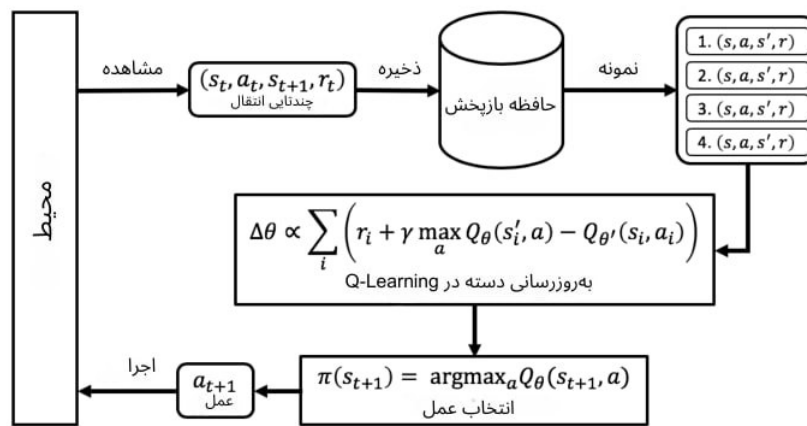 محیط
مشاهده
(s_t, a_t, s_{t+1}, r_t)
چندتایی انتقال
ذخیره
حافظه بازپخش
نمونه
1. (s, a, s′, r)
2. (s, a, s′, r)
3. (s, a, s′, r)
4. (s, a, s′, r)
Δθ ∝ ∑_i (r_i + γ max_a Q_θ(s′_i, a) − Q_θ′(s_i, a_i))
به‌روزرسانی دسته در Q-Learning
π(s_{t+1}) = argmax_a Q_θ(s_{t+1}, a)
انتخاب عمل
a_{t+1}
عمل
اجرا